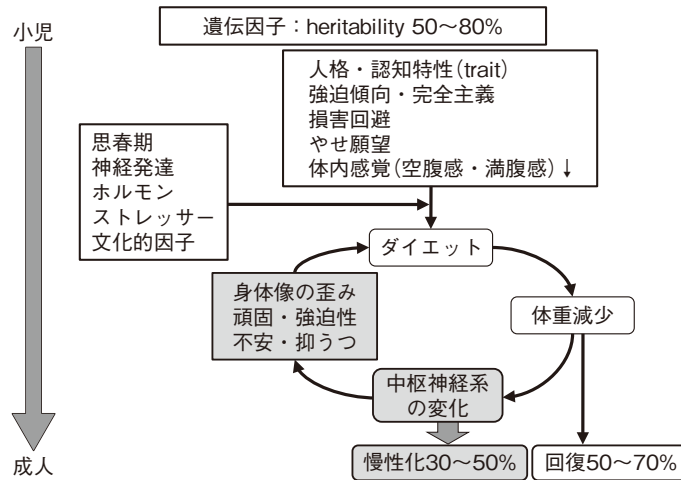 小児
遺伝因子：heritability 50～80%
人格・認知特性(trait)
強迫傾向・完全主義
損害回避
やせ願望
体内感覚(空腹感・満腹感)↓
思春期
神経発達
ホルモン
ストレッサー
文化的因子
ダイエット
身体像の歪み
頑固・強迫性
不安・抑うつ
体重減少
中枢神経系
の変化
慢性化30～50%
回復50～70%
成人